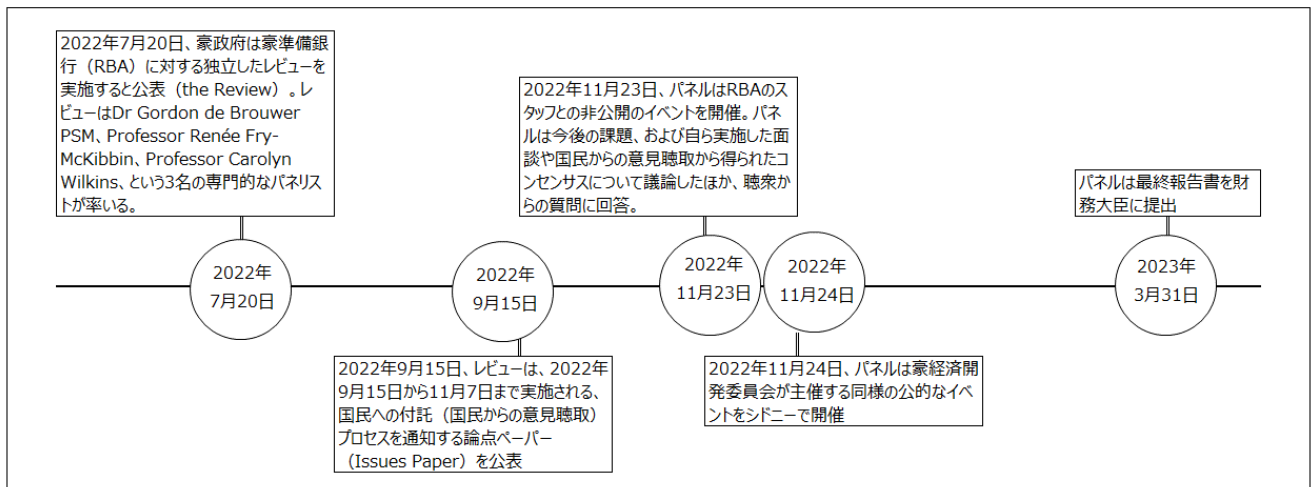 2022年7月20日、豪政府は豪準備銀
行（RBA）に対する独立したレビューを
実施すると公表（the Review）。レ
ビューはDr Gordon de Brouwer
PSM、Professor Renée Fry-
McKibbin、Professor Carolyn
Wilkins、という3名の専門的なパネリス
トが率いる。
2022年11月23日、パネルはRBAのス
タッフとの非公開のイベントを開催。パネ
ルは今後の課題、および自ら実施した面
談や国民からの意見聴取から得られたコ
ンセンサスについて議論したほか、聴衆か
らの質問に回答。
パネルは最終報告書を財
務大臣に提出
2022年
7月20日
2022年
9月15日
2022年
11月23日
2022年
11月24日
2023年
3月31日
2022年9月15日、レビューは、2022年
9月15日から11月7日まで実施される、
国民への付託（国民からの意見聴取）
プロセスを通知する論点ペーパー
（Issues Paper）を公表
2022年11月24日、パネルは豪経済開
発委員会が主催する同様の公的なイベ
ントをシドニーで開催